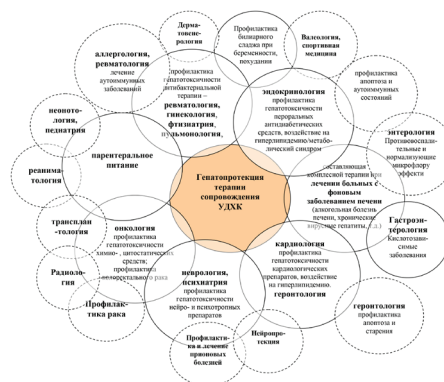 Дерма-
товене-
рология
Профилактика
билиарного
сладжа при
беременности,
похудания
Валеология,
спортивная
медицина
аллергология,
ревматология
лечение
аутоиммунных
заболеваний
профилактика
гепатотоксичности
антибактериальной
терапии –
ревматология,
гинекология,
фтизиатрия,
пульмонология,
эндокринология
профилактика
гепатотоксичности
пероральных
антидиабетических
средств, воздействие на
гиперлипидемию/метабо-
лический синдром
профилактика
апоптоза и
аутоиммунных
состояний
неонато-
логия,
педиатрия
энтерология
Противовоспали-
тельные и
нормализующие
микрофлору
эффекты
парентеральное
питание
реанима-
тология
Гепатопротекция
терапии
сопровождения
УДХК
составляющая
комплексной терапии при
лечении больных с
фоновым
заболеванием печени
(алкогольная болезнь
печени, хронические
вирусные гепатиты, т.д.)
Гастроэн-
терология
Кислотозависи-
мые
заболевания
трансплан
-тология
онкология
профилактика
гепатотоксичности
химио- , цитостатических
средств;
профилактика
колоректального рака
Радиоло-
гия
Профилак-
тика рака
неврология,
психиатрия
профилактика
гепатотоксичности
нейро- и психотропных
препаратов
кардиология
профилактика
гепатотоксичности
кардиологических
препаратов, воздействие
на гиперлипидемию.
геронтология
геронтология
профилактика
апоптоза и
старения
Профилакти-
ка и лечение
прионовых
болезней
Нейропро-
текция